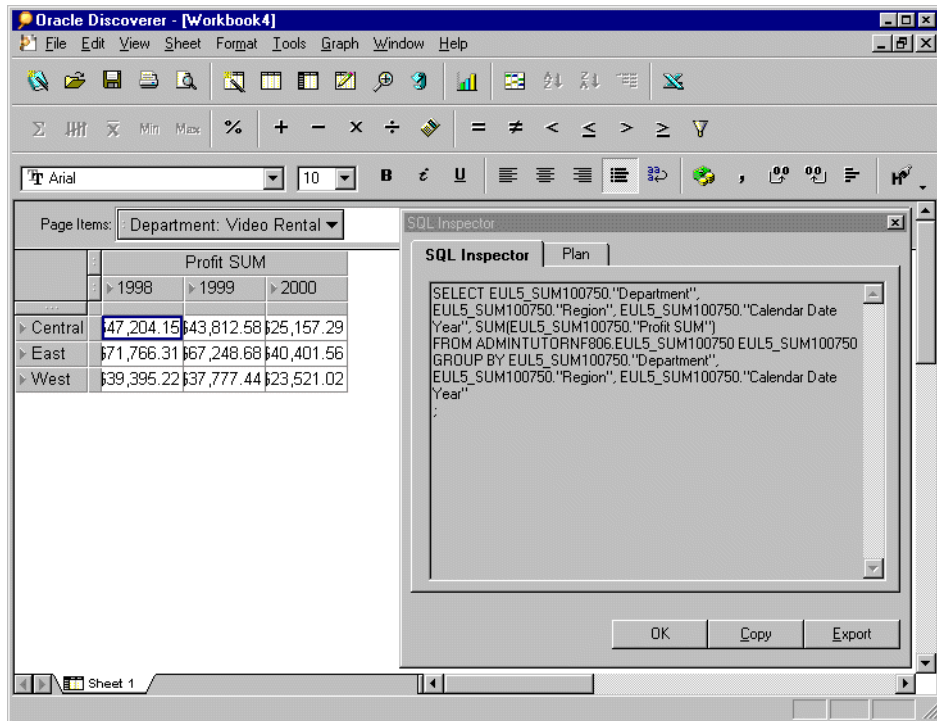 Oracle Discoverer - [Workbook4]
File Edit View Sheet Format Tools Graph Window Help
Σ X Min Max % + − × ÷ = ≠ < ≤ > ≥
Tr Arial 10 B i U , .00 .00
Page Items: Department: Video Rental
Profit SUM
1998 1999 2000
Central $47,204.15 $43,812.58 $25,157.29
East $71,766.31 $67,248.68 $40,401.56
West $39,395.22 $37,777.44 $23,521.02
SQL Inspector
SQL Inspector Plan
SELECT EUL5_SUM100750."Department",
EUL5_SUM100750."Region", EUL5_SUM100750."Calendar Date
Year", SUM(EUL5_SUM100750."Profit SUM")
FROM ADMINTUTORNF806.EUL5_SUM100750 EUL5_SUM100750
GROUP BY EUL5_SUM100750."Department",
EUL5_SUM100750."Region", EUL5_SUM100750."Calendar Date
Year"
;
OK Copy Export
Sheet 1